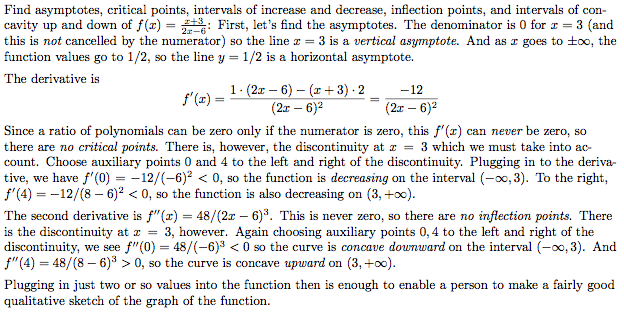 Find asymptotes, critical points, intervals of increase and decrease, inflection points, and intervals of con-
cavity up and down of f(x) = \frac{x+3}{2x−6}: First, let's find the asymptotes. The denominator is 0 for x = 3 (and
this is not cancelled by the numerator) so the line x = 3 is a vertical asymptote. And as x goes to ±∞, the
function values go to 1/2, so the line y = 1/2 is a horizontal asymptote.
The derivative is
f′(x) = \frac{1 · (2x − 6) − (x + 3) · 2}{(2x − 6)²} = \frac{−12}{(2x − 6)²}
Since a ratio of polynomials can be zero only if the numerator is zero, this f′(x) can never be zero, so
there are no critical points. There is, however, the discontinuity at x = 3 which we must take into ac-
count. Choose auxiliary points 0 and 4 to the left and right of the discontinuity. Plugging in to the deriva-
tive, we have f′(0) = −12/(−6)² < 0, so the function is decreasing on the interval (−∞, 3). To the right,
f′(4) = −12/(8 − 6)² < 0, so the function is also decreasing on (3, +∞).
The second derivative is f″(x) = 48/(2x − 6)³. This is never zero, so there are no inflection points. There
is the discontinuity at x = 3, however. Again choosing auxiliary points 0, 4 to the left and right of the
discontinuity, we see f″(0) = 48/(−6)³ < 0 so the curve is concave downward on the interval (−∞, 3). And
f″(4) = 48/(8 − 6)³ > 0, so the curve is concave upward on (3, +∞).
Plugging in just two or so values into the function then is enough to enable a person to make a fairly good
qualitative sketch of the graph of the function.